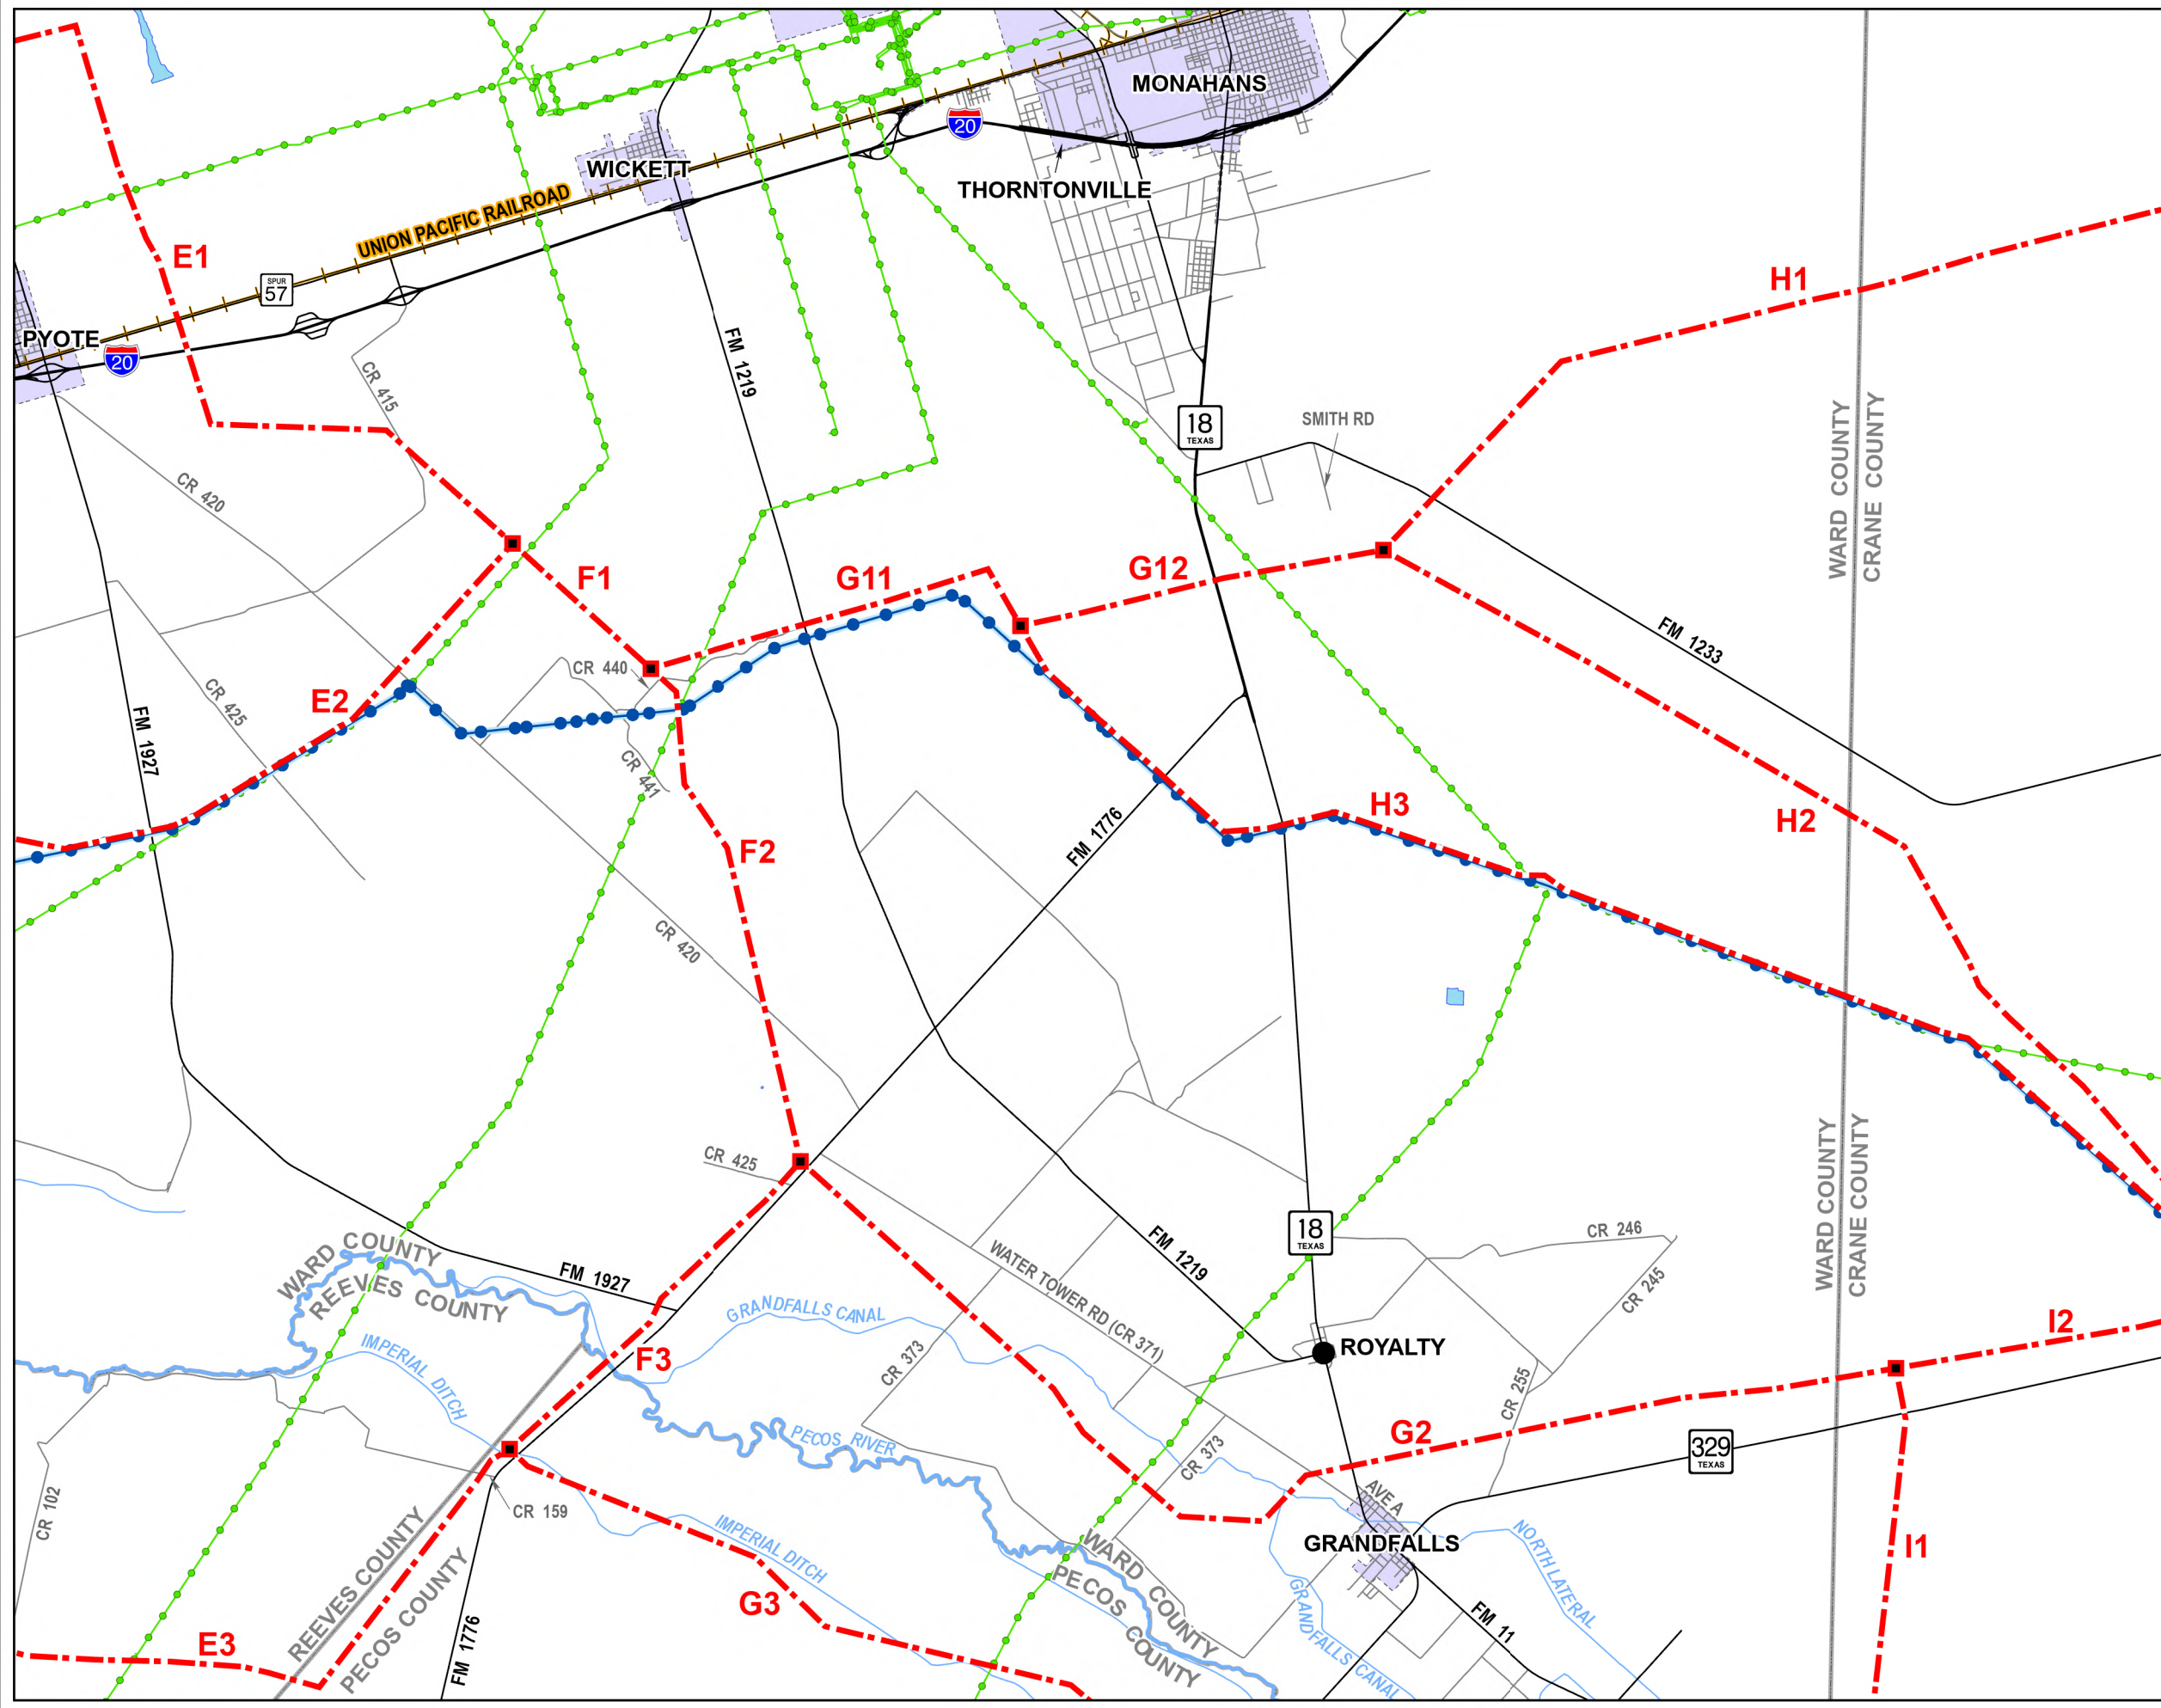 MONAHANS
20
WICKETT
THORNTONVILLE
UNION PACIFIC RAILROAD
E1
SPUR
57
H1
PYOTE
20
FM 1219
CR 415
WARD COUNTY
CRANE COUNTY
18
TEXAS
SMITH RD
CR 420
F1
G11
G12
FM 1233
CR 440
E2
CR 425
FM 1927
CR 441
H3
H2
FM 1776
F2
CR 420
CR 425
WARD COUNTY
CRANE COUNTY
18
TEXAS
CR 246
WARD COUNTY
REEVES COUNTY
FM 1927
FM 1219
WATER TOWER RD (CR 371)
CR 245
GRANDFALLS CANAL
I2
ROYALTY
IMPERIAL DITCH
F3
CR 373
CR 255
G2
PECOS RIVER
329
TEXAS
CR 373
AVE A
CR 102
CR 159
GRANDFALLS
IMPERIAL DITCH
NORTH LATERAL
I1
REEVES COUNTY
PECOS COUNTY
WARD COUNTY
PECOS COUNTY
G3
GRANDFALLS CANAL
FM 11
E3
FM 1776